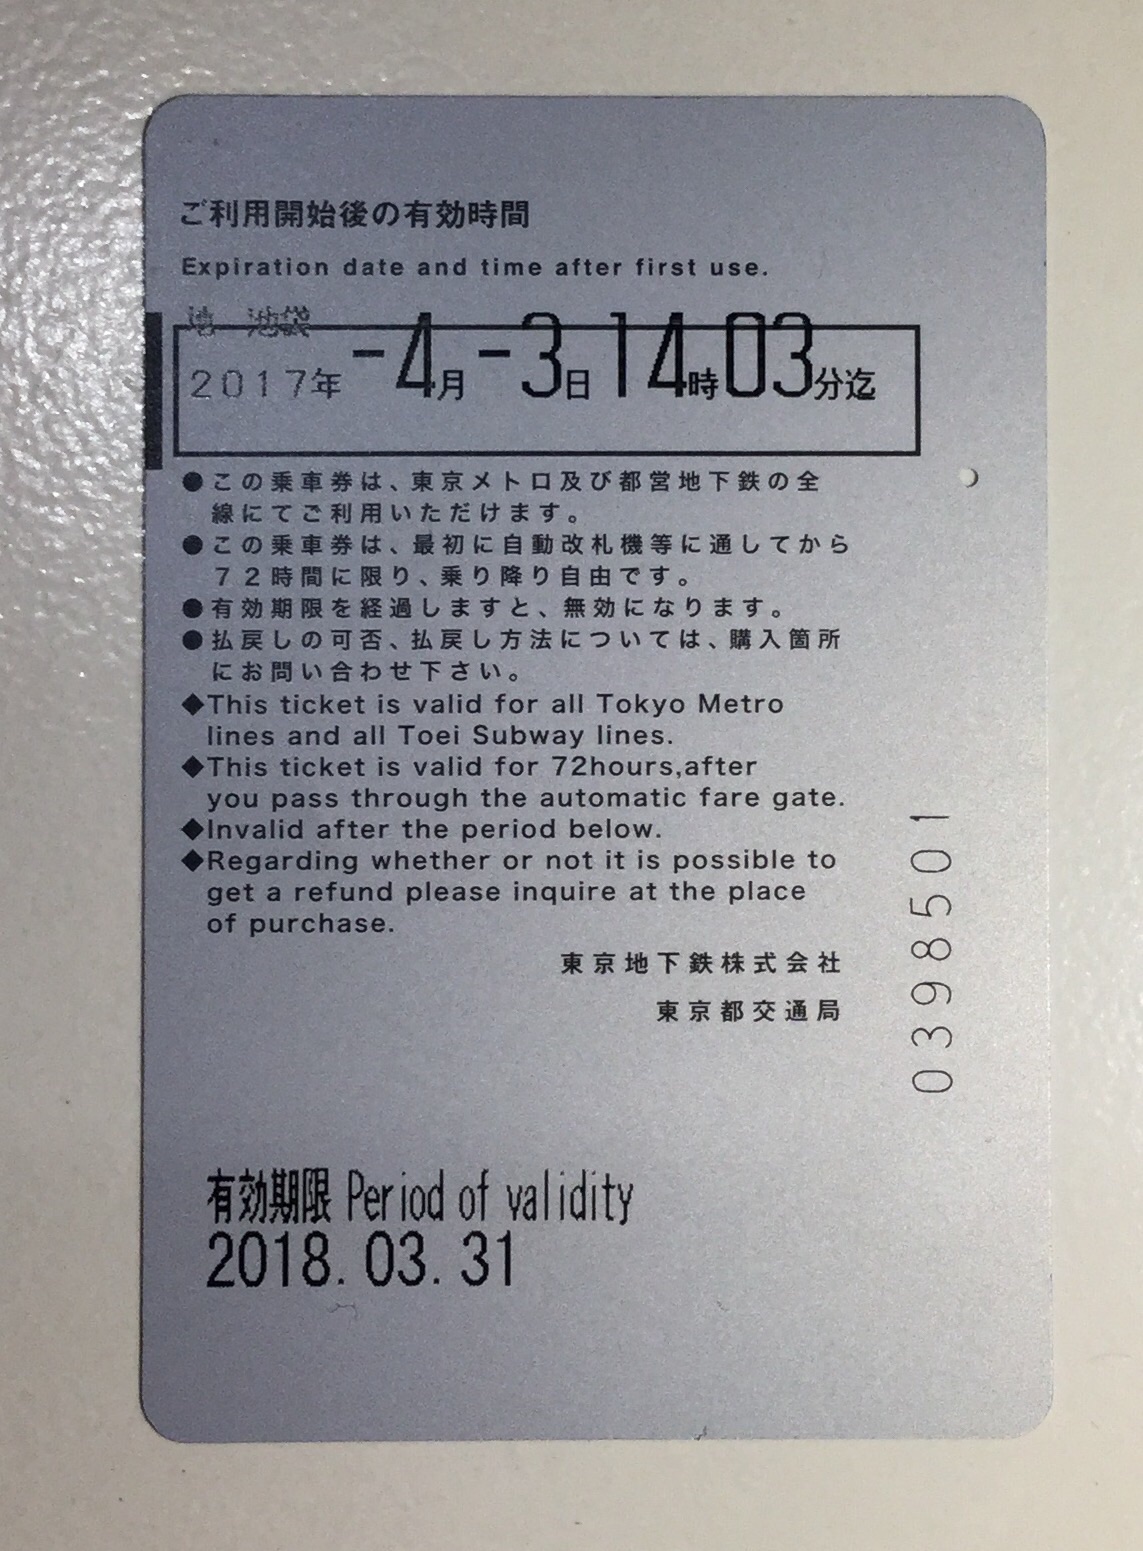 ご利用開始後の有効時間
Expiration date and time after first use.
地 池袋
2017年 -4月 -3日 14時03分迄
●この乗車券は、東京メトロ及び都営地下鉄の全
線にてご利用いただけます。
●この乗車券は、最初に自動改札機等に通してから
72時間に限り、乗り降り自由です。
●有効期限を経過しますと、無効になります。
●払戻しの可否、払戻し方法については、購入箇所
にお問い合わせ下さい。
◆This ticket is valid for all Tokyo Metro
lines and all Toei Subway lines.
◆This ticket is valid for 72hours,after
you pass through the automatic fare gate.
◆Invalid after the period below.
◆Regarding whether or not it is possible to
get a refund please inquire at the place
of purchase.
東京地下鉄株式会社
東京都交通局
0398501
有効期限 Period of validity
2018. 03. 31